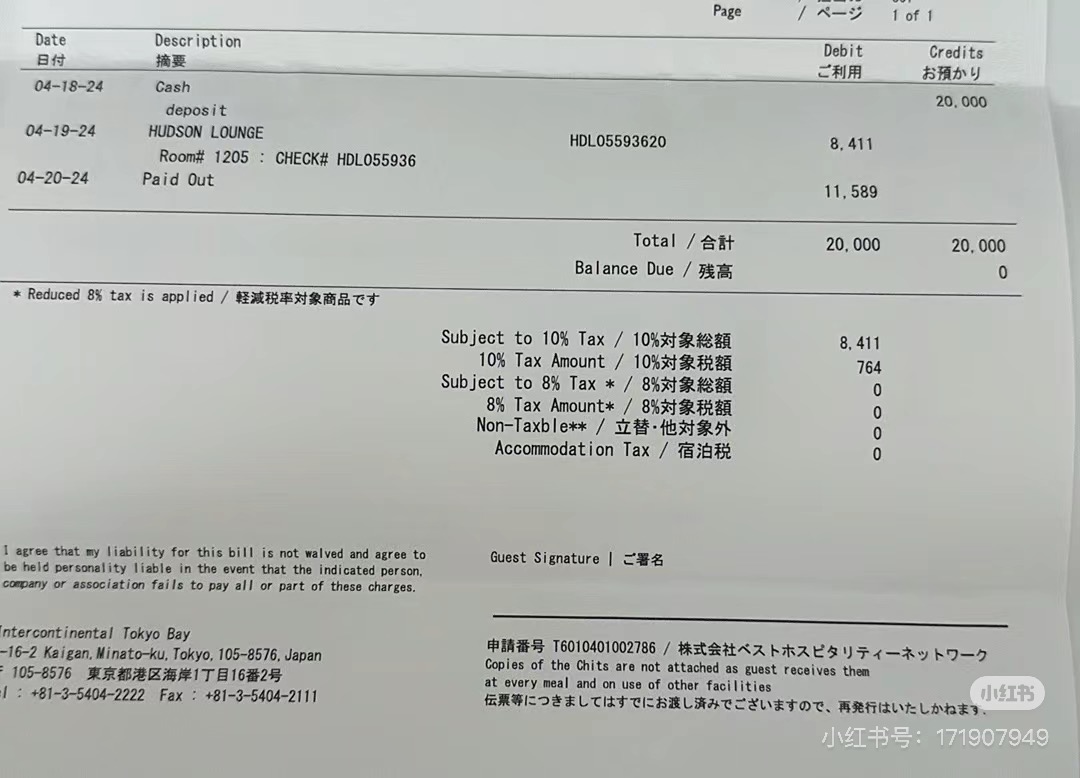 Page / ページ 1 of 1
Date Description Debit Credits
日付 摘要 ご利用 お預かり
04-18-24 Cash
deposit 20,000
04-19-24 HUDSON LOUNGE HDL05593620 8,411
Room# 1205 : CHECK# HDL055936
04-20-24 Paid Out 11,589
Total / 合計 20,000 20,000
Balance Due / 残高 0
* Reduced 8% tax is applied / 軽減税率対象商品です
Subject to 10% Tax / 10%対象総額 8,411
10% Tax Amount / 10%対象税額 764
Subject to 8% Tax * / 8%対象総額 0
8% Tax Amount* / 8%対象税額 0
Non-Taxble** / 立替・他対象外 0
Accommodation Tax / 宿泊税 0
I agree that my liability for this bill is not walved and agree to
be held personality liable in the event that the indicated person,
company or association fails to pay all or part of these charges.
Guest Signature | ご署名
Intercontinental Tokyo Bay
-16-2 Kaigan,Minato-ku,Tokyo,105-8576,Japan
〒 105-8576 東京都港区海岸1丁目16番2号
el : +81-3-5404-2222 Fax : +81-3-5404-2111
申請番号 T6010401002786 / 株式会社ベストホスピタリティーネットワーク
Copies of the Chits are not attached as guest receives them
at every meal and on use of other facilities
伝票等につきましてはすでにお渡し済みでございますので、再発行はいたしかねます.
小红书
小红书号：171907949